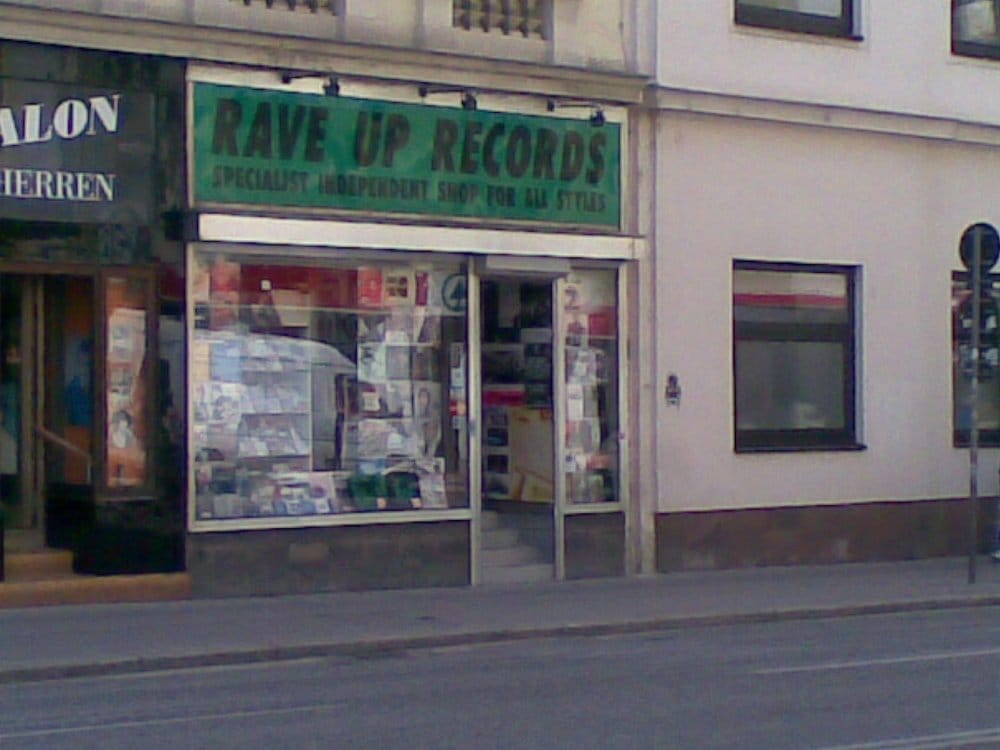 ALON
HERREN
RAVE UP RECORDS
SPECIALIST INDEPENDENT SHOP FOR ALL STYLES